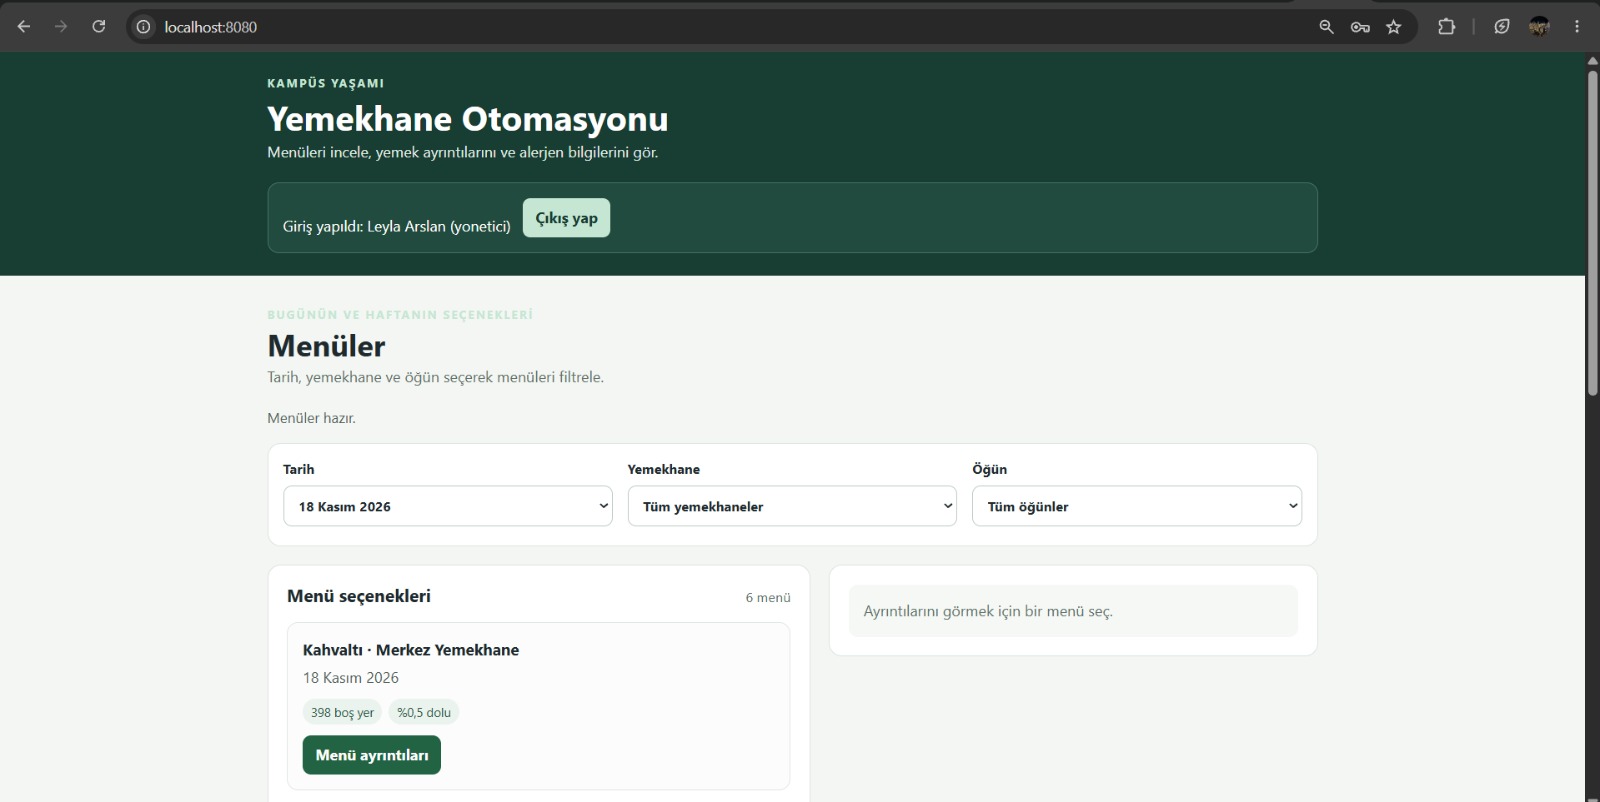 localhost:8080
KAMPÜS YAŞAMI
Yemekhane Otomasyonu
Menüleri incele, yemek ayrıntılarını ve alerjen bilgilerini gör.
Giriş yapıldı: Leyla Arslan (yonetici)
Çıkış yap
BUGÜNÜN VE HAFTANIN SEÇENEKLERİ
Menüler
Tarih, yemekhane ve öğün seçerek menüleri filtrele.
Menüler hazır.
Tarih
18 Kasım 2026
Yemekhane
Tüm yemekhaneler
Öğün
Tüm öğünler
Menü seçenekleri
6 menü
Kahvaltı · Merkez Yemekhane
18 Kasım 2026
398 boş yer
%0,5 dolu
Menü ayrıntıları
Ayrıntılarını görmek için bir menü seç.